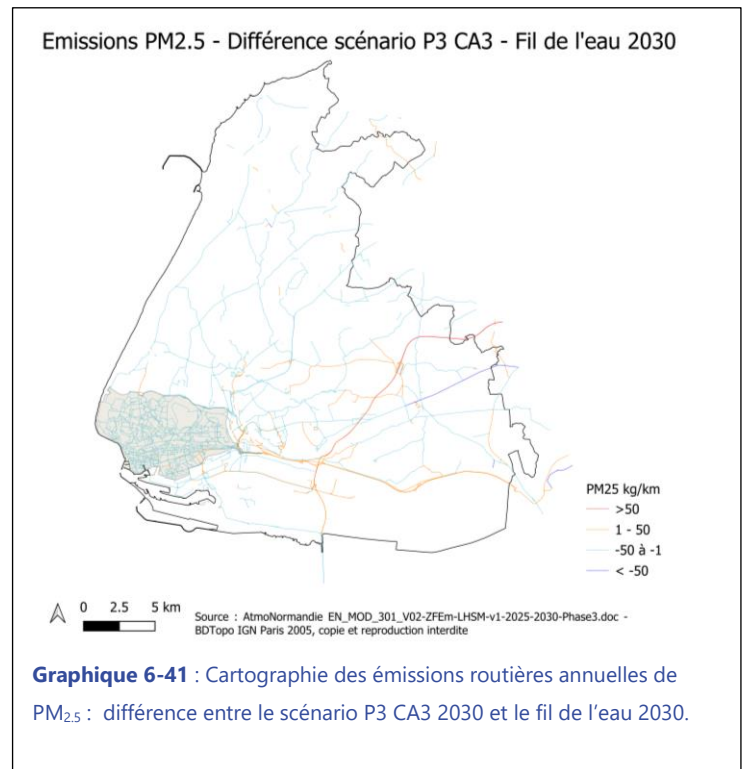 Emissions PM2.5 - Différence scénario P3 CA3 - Fil de l'eau 2030
PM25 kg/km
>50
1 - 50
-50 à -1
< -50
0 2.5 5 km
Source : AtmoNormandie EN_MOD_301_V02-ZFEm-LHSM-v1-2025-2030-Phase3.doc -
BDTopo IGN Paris 2005, copie et reproduction interdite
Graphique 6-41 : Cartographie des émissions routières annuelles de
PM2.5 : différence entre le scénario P3 CA3 2030 et le fil de l’eau 2030.